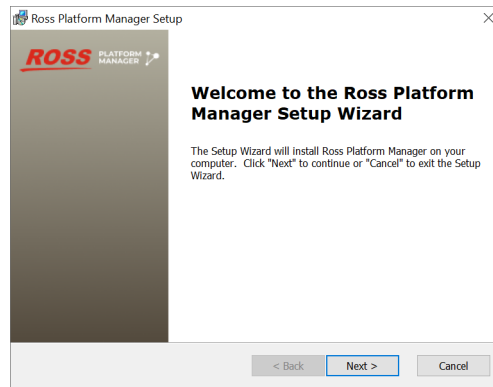 Ross Platform Manager Setup
ROSS PLATFORM
MANAGER
Welcome to the Ross Platform
Manager Setup Wizard
The Setup Wizard will install Ross Platform Manager on your
computer. Click "Next" to continue or "Cancel" to exit the Setup
Wizard.
< Back Next > Cancel